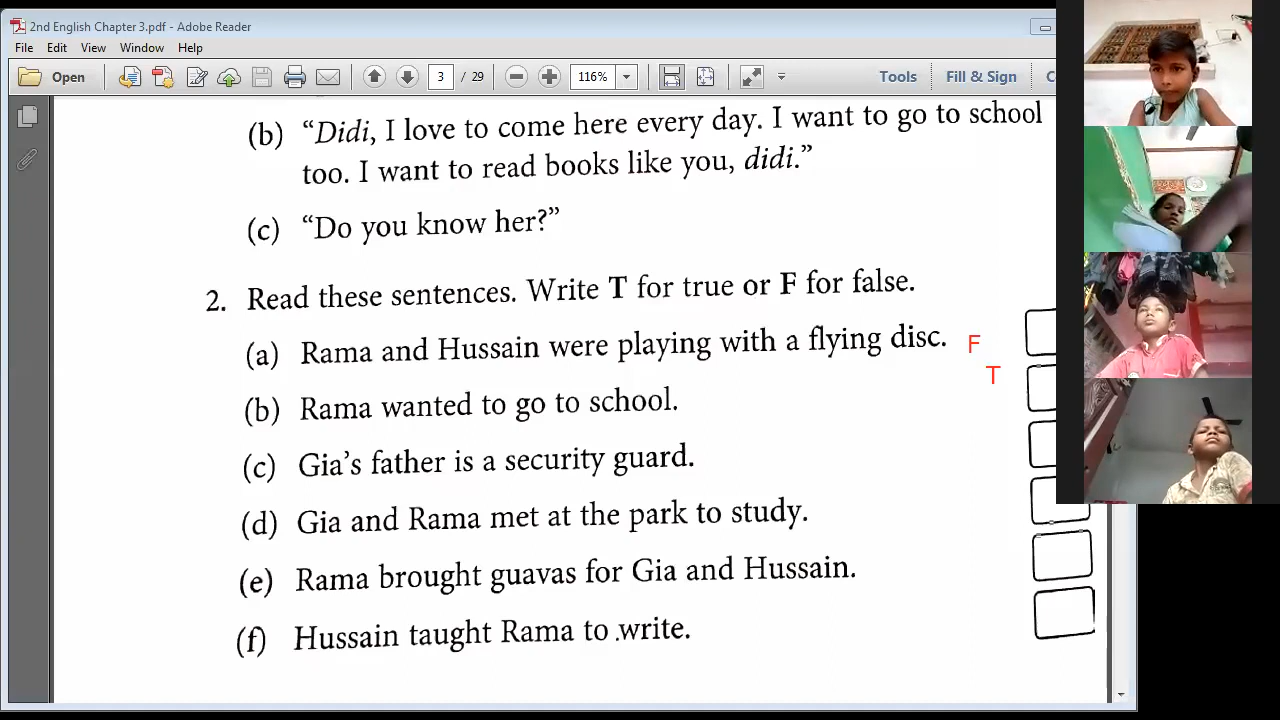 2nd English Chapter 3.pdf - Adobe Reader
File Edit View Window Help
Open 3 / 29 116% Tools Fill & Sign
(b) “Didi, I love to come here every day. I want to go to school
too. I want to read books like you, didi.”
(c) “Do you know her?”
2. Read these sentences. Write T for true or F for false.
(a) Rama and Hussain were playing with a flying disc. F
T
(b) Rama wanted to go to school.
(c) Gia’s father is a security guard.
(d) Gia and Rama met at the park to study.
(e) Rama brought guavas for Gia and Hussain.
(f) Hussain taught Rama to .write.